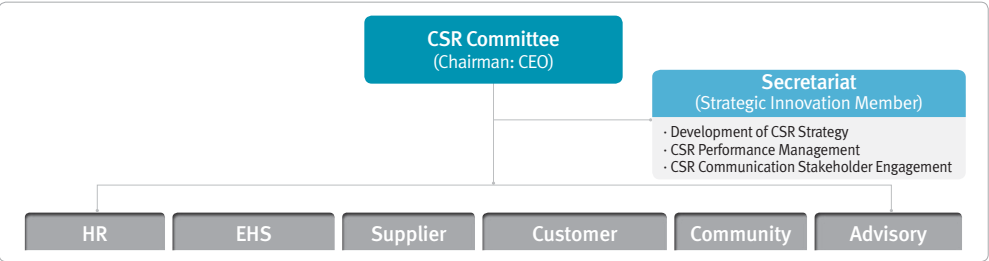 CSR Committee
(Chairman: CEO)
Secretariat
(Strategic Innovation Member)
· Development of CSR Strategy
· CSR Performance Management
· CSR Communication Stakeholder Engagement
HR EHS Supplier Customer Community Advisory